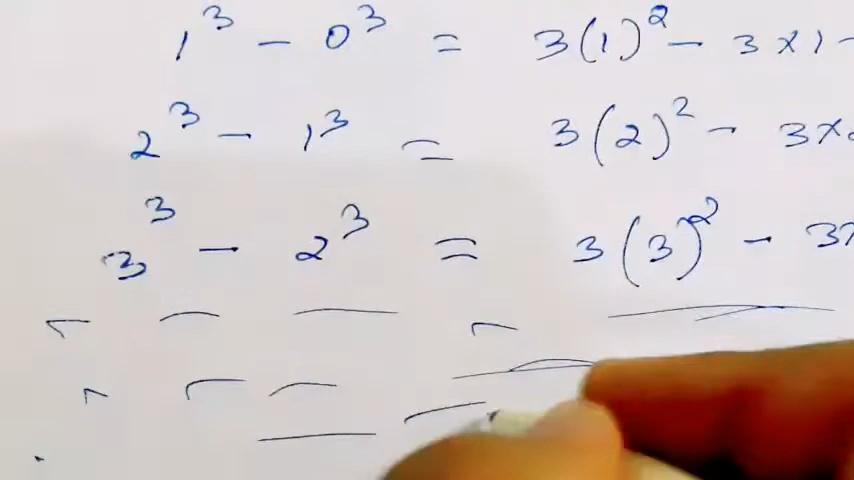 1³ - 0³ = 3(1)² - 3×1 -
2³ - 1³ = 3(2)² - 3×
3³ - 2³ = 3(3)² - 3×